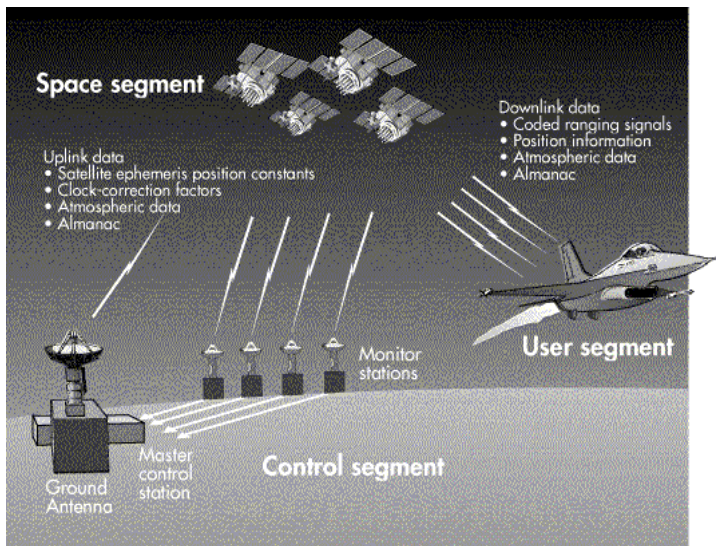 Space segment
Downlink data
• Coded ranging signals
• Position information
• Atmospheric data
• Almanac
Uplink data
• Satellite ephemeris position constants
• Clock-correction factors
• Atmospheric data
• Almanac
Monitor
stations
User segment
Master
control
station
Control segment
Ground
Antenna